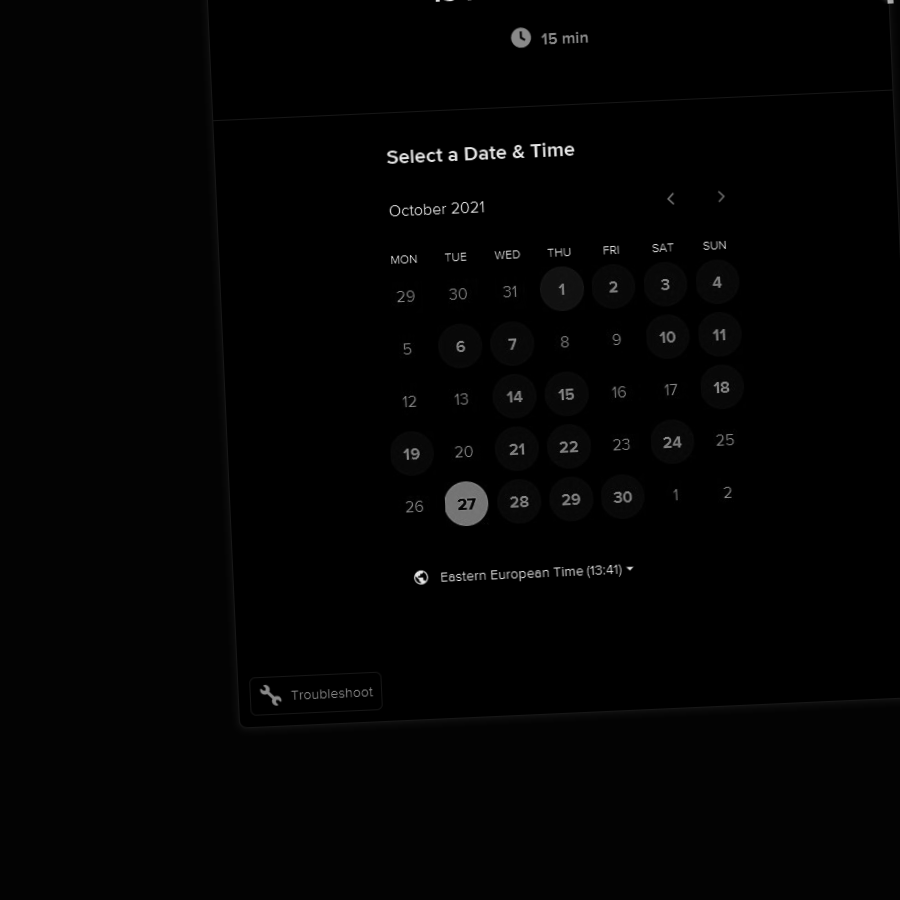 15 min
Select a Date & Time
October 2021
MON TUE WED THU FRI SAT SUN
29 30 31 1 2 3 4
5 6 7 8 9 10 11
12 13 14 15 16 17 18
19 20 21 22 23 24 25
26 27 28 29 30 1 2
Eastern European Time (13:41)
Troubleshoot